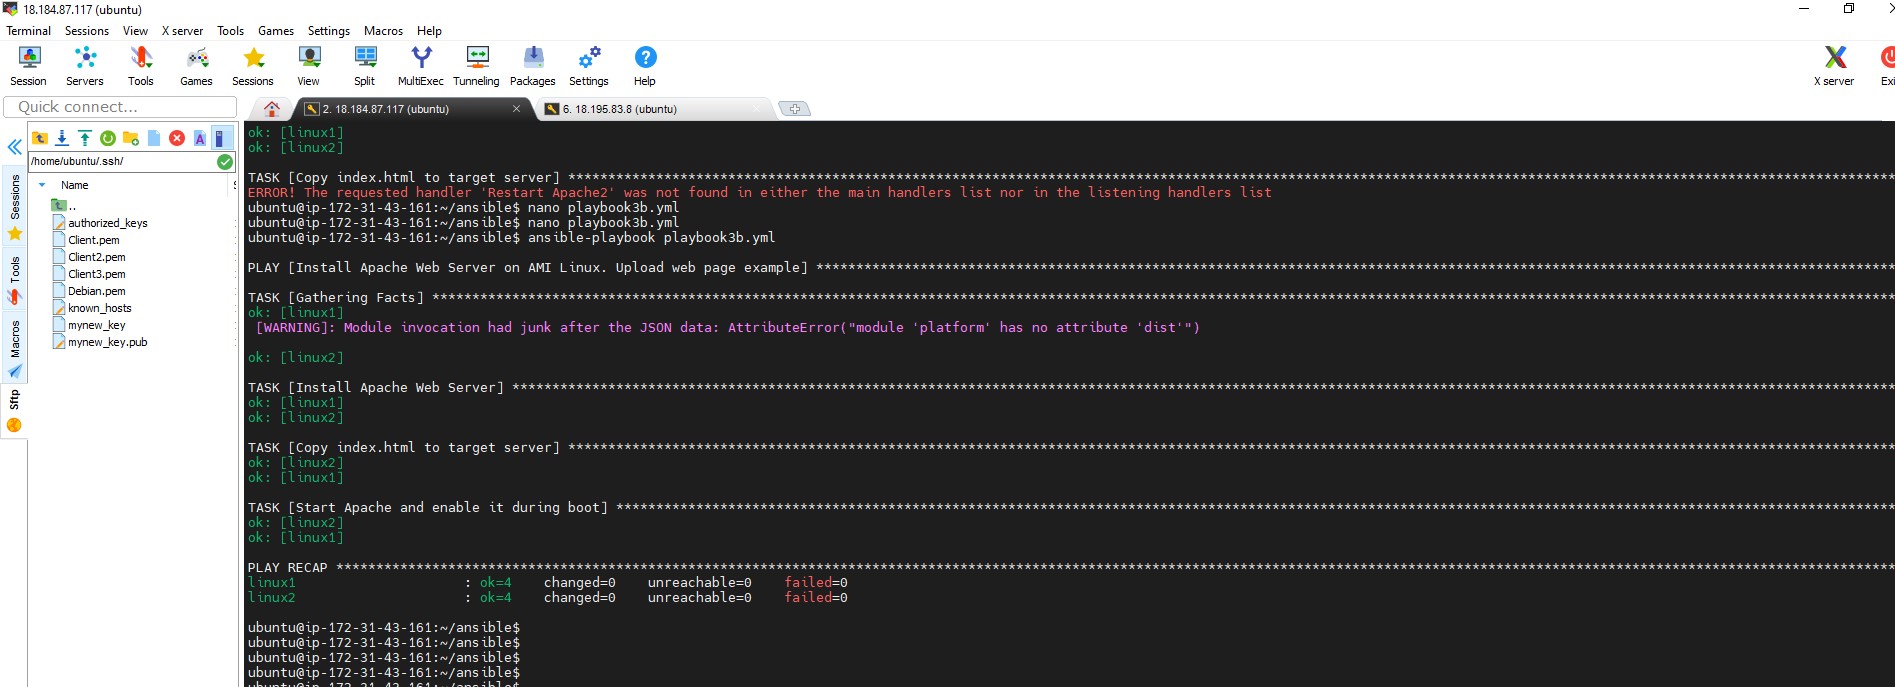 18.184.87.117 (ubuntu)
Terminal Sessions View X server Tools Games Settings Macros Help
Session Servers Tools Games Sessions View Split MultiExec Tunneling Packages Settings Help X server Exi
Quick connect...
2. 18.184.87.117 (ubuntu)
6. 18.195.83.8 (ubuntu)
/home/ubuntu/.ssh/
Name
..
authorized_keys
Client.pem
Client2.pem
Client3.pem
Debian.pem
known_hosts
mynew_key
mynew_key.pub
Sessions
Tools
Macros
Sftp
ok: [linux1]
ok: [linux2]
TASK [Copy index.html to target server] ****
ERROR! The requested handler 'Restart Apache2' was not found in either the main handlers list nor in the listening handlers list
ubuntu@ip-172-31-43-161:~/ansible$ nano playbook3b.yml
ubuntu@ip-172-31-43-161:~/ansible$ nano playbook3b.yml
ubuntu@ip-172-31-43-161:~/ansible$ ansible-playbook playbook3b.yml
PLAY [Install Apache Web Server on AMI Linux. Upload web page example] ****
TASK [Gathering Facts] ****
ok: [linux1]
[WARNING]: Module invocation had junk after the JSON data: AttributeError("module 'platform' has no attribute 'dist'")
ok: [linux2]
TASK [Install Apache Web Server] ****
ok: [linux1]
ok: [linux2]
TASK [Copy index.html to target server] ****
ok: [linux2]
ok: [linux1]
TASK [Start Apache and enable it during boot] ****
ok: [linux2]
ok: [linux1]
PLAY RECAP ****
linux1 : ok=4 changed=0 unreachable=0 failed=0
linux2 : ok=4 changed=0 unreachable=0 failed=0
ubuntu@ip-172-31-43-161:~/ansible$
ubuntu@ip-172-31-43-161:~/ansible$
ubuntu@ip-172-31-43-161:~/ansible$
ubuntu@ip-172-31-43-161:~/ansible$
ubuntu@ip-172-31-43-161:~/ansible$